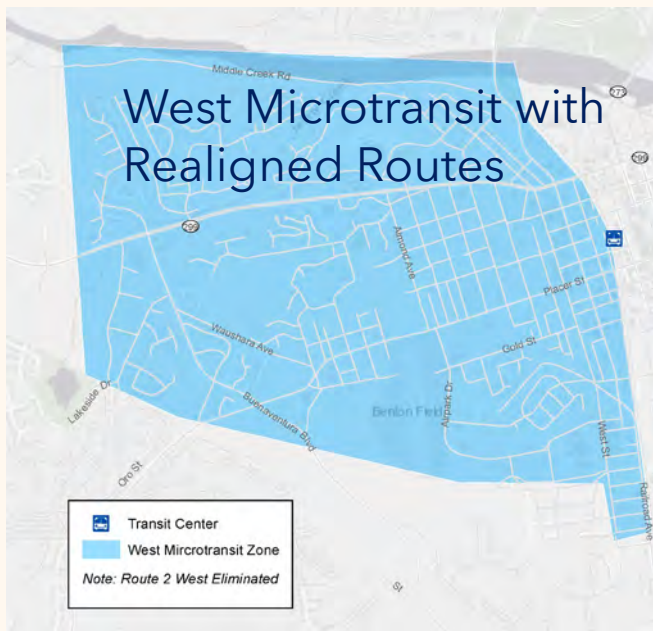 Middle Creek Rd
West Microtransit with
Realigned Routes
273
299
299
Almond Ave
Placer St
Waushara Ave
Gold St
Lakeside Dr
Buenaventura Blvd
Benton Field
Airpark Dr
West St
Oro St
Railroad Ave
St
Transit Center
West Mircrotransit Zone
Note: Route 2 West Eliminated